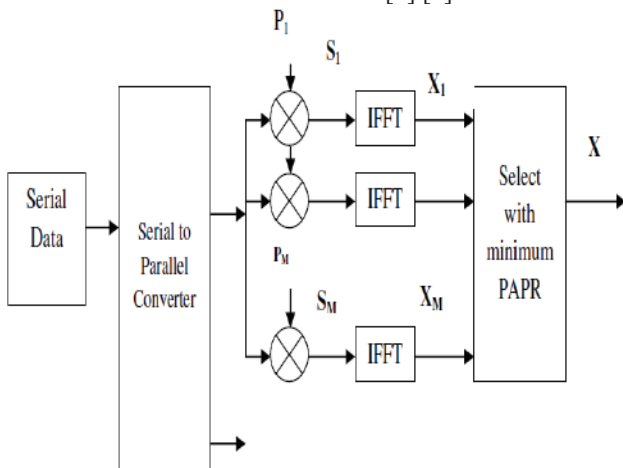 P1
S1
X1
IFFT
X
Serial
Data
Serial to
Parallel
Converter
IFFT
Select
with
minimum
PAPR
PM
SM
XM
IFFT